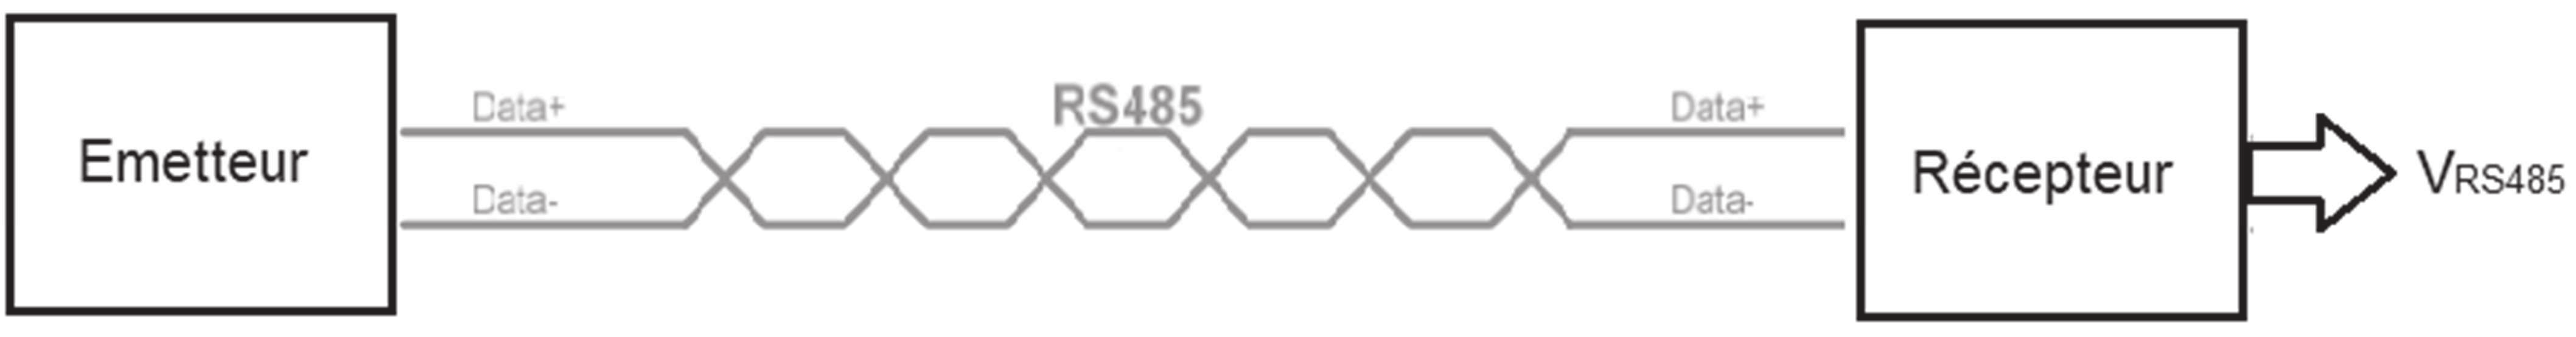 Emetteur
Data+
Data-
RS485
Data+
Data-
Récepteur
VRS485